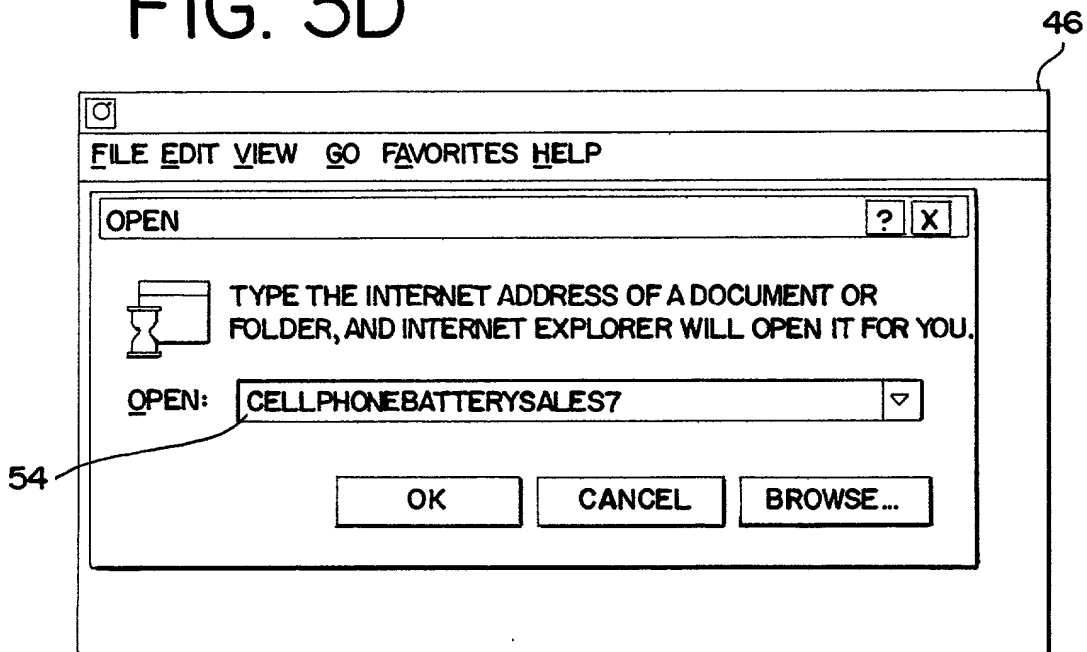 FIG. 3D
46
FILE EDIT VIEW GO FAVORITES HELP
OPEN ? X
TYPE THE INTERNET ADDRESS OF A DOCUMENT OR
FOLDER, AND INTERNET EXPLORER WILL OPEN IT FOR YOU.
OPEN: CELLPHONEBATTERYSALES7
54
OK CANCEL BROWSE...